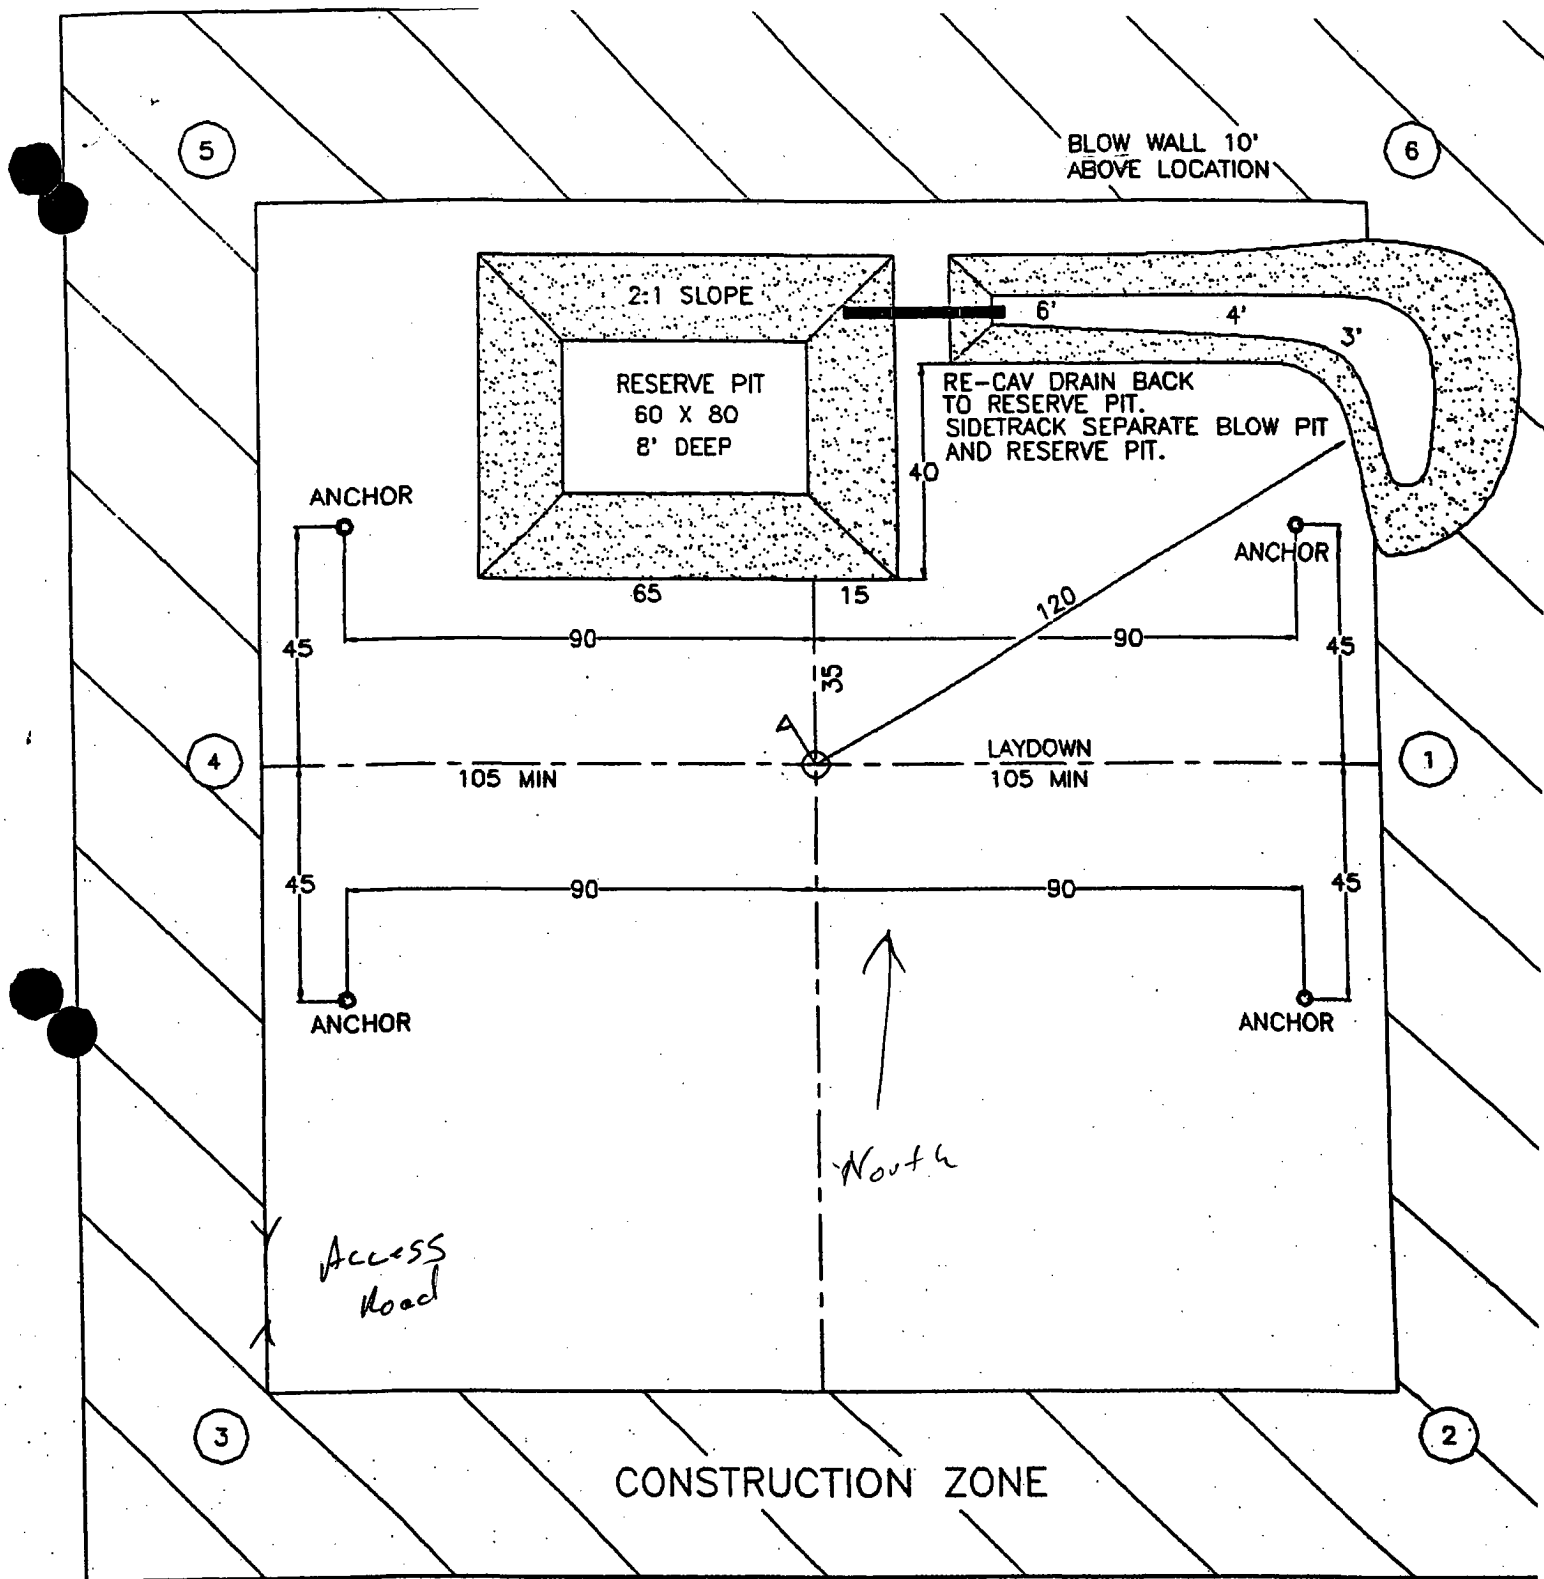 5
BLOW WALL 10'
ABOVE LOCATION
6
2:1 SLOPE
6'
4'
3'
RESERVE PIT
60 X 80
8' DEEP
RE-CAV DRAIN BACK
TO RESERVE PIT.
SIDETRACK SEPARATE BLOW PIT
AND RESERVE PIT.
40
ANCHOR
ANCHOR
65
15
120
45
90
90
45
35
4
LAYDOWN
105 MIN
105 MIN
1
45
90
90
45
ANCHOR
ANCHOR
North
Access
Road
3
2
CONSTRUCTION ZONE